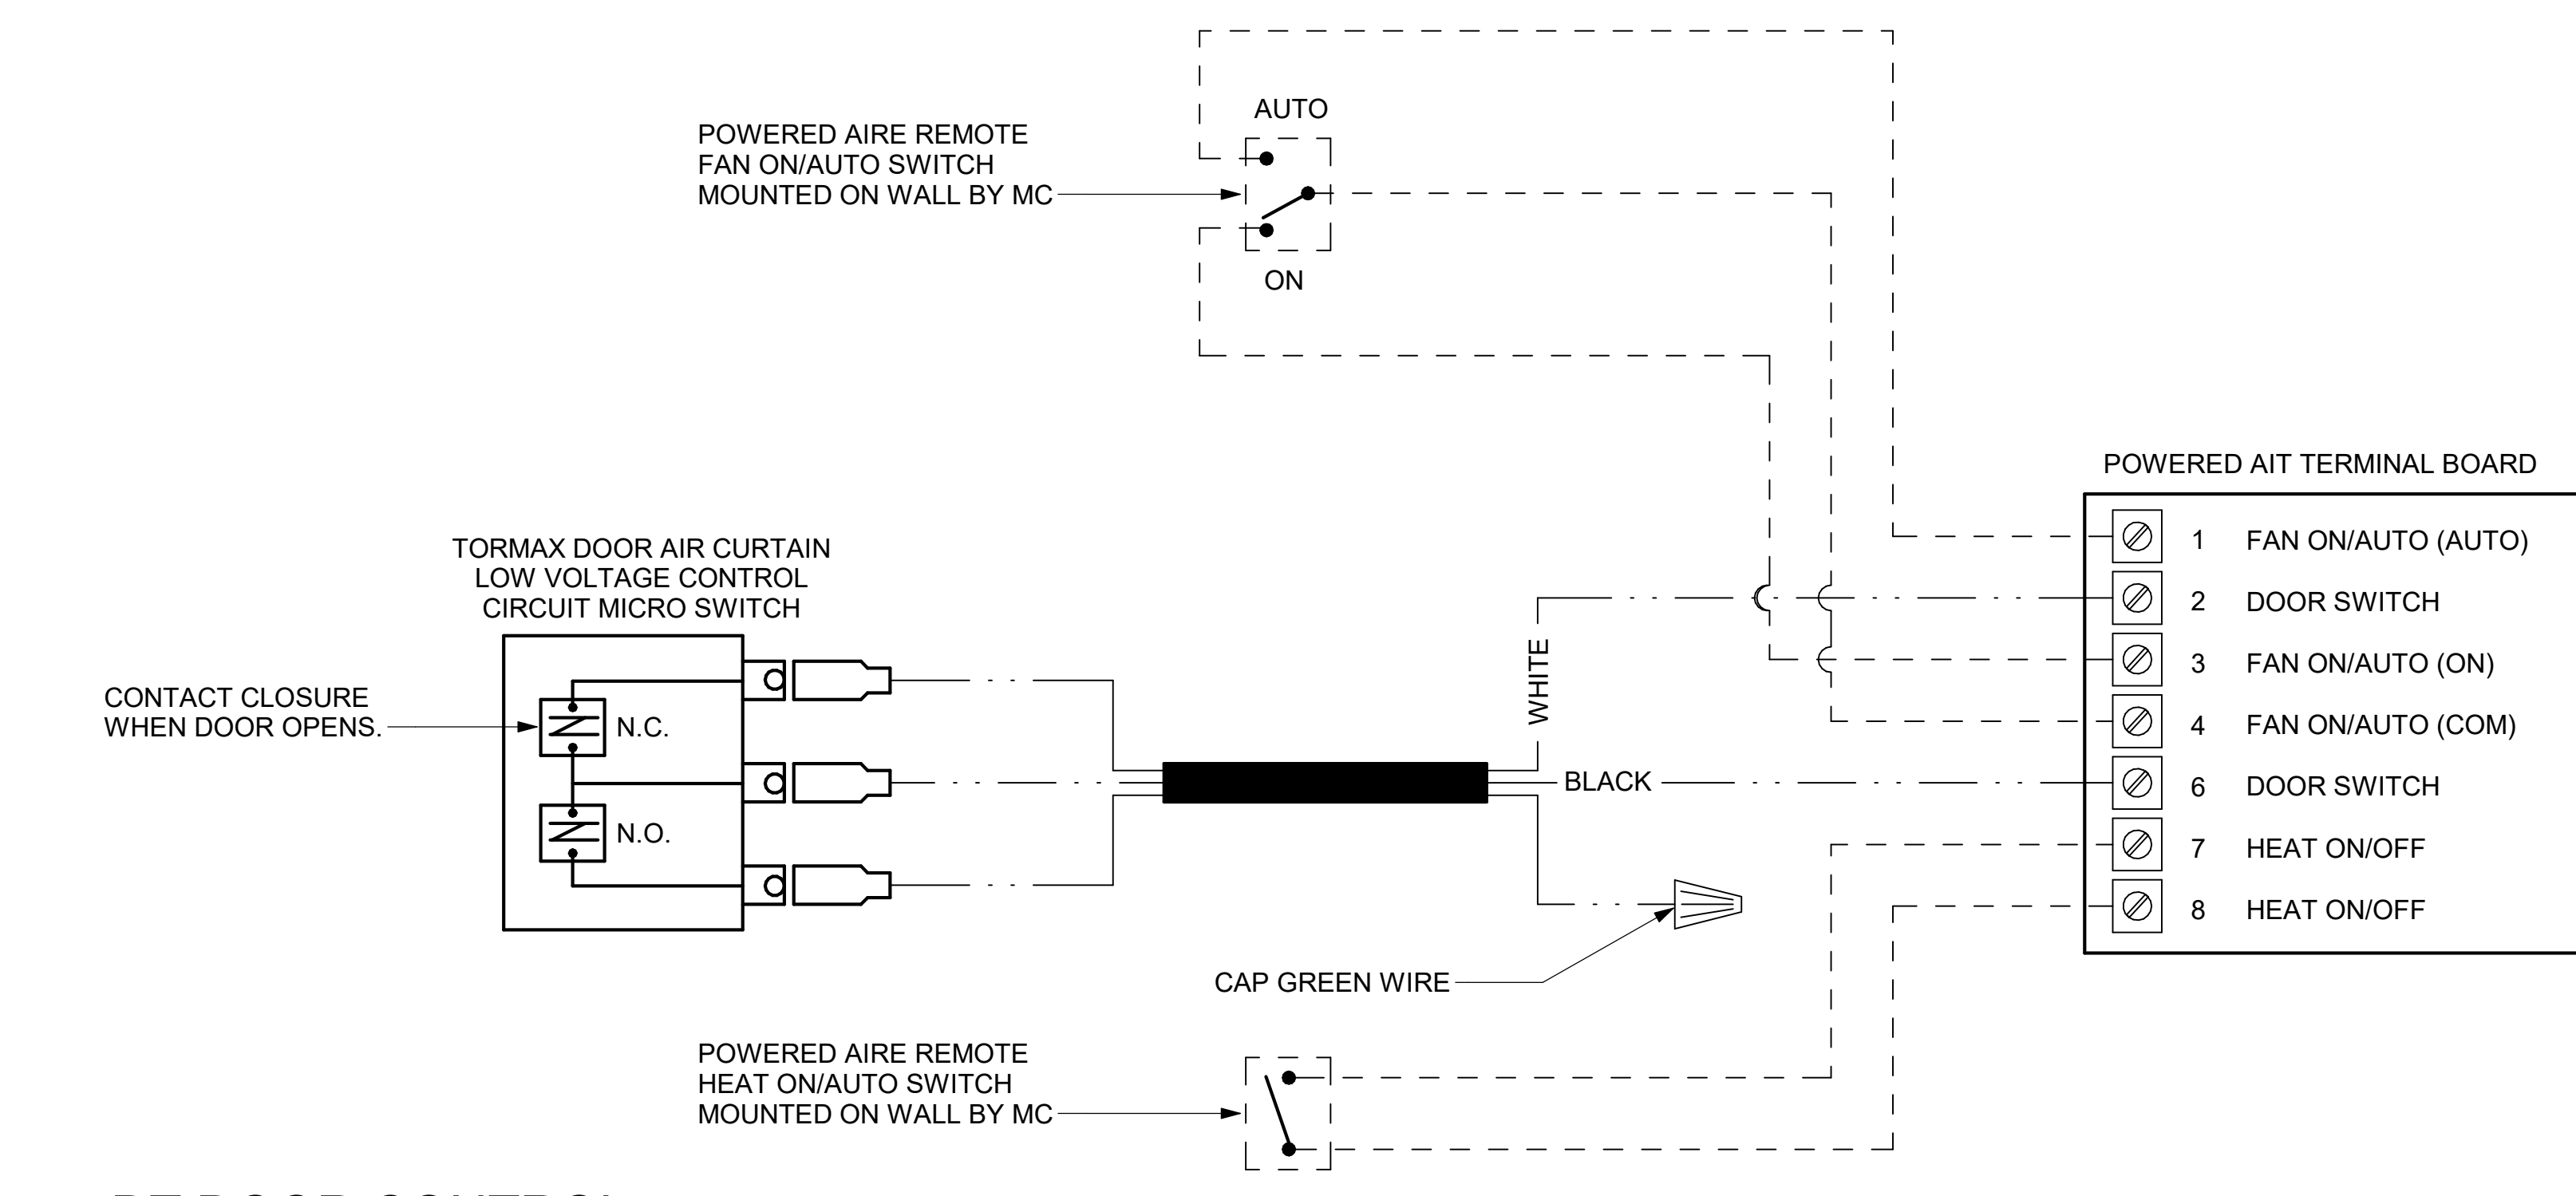 AUTO
POWERED AIRE REMOTE
FAN ON/AUTO SWITCH
MOUNTED ON WALL BY MC
ON
POWERED AIT TERMINAL BOARD
1 FAN ON/AUTO (AUTO)
2 DOOR SWITCH
3 FAN ON/AUTO (ON)
4 FAN ON/AUTO (COM)
6 DOOR SWITCH
7 HEAT ON/OFF
8 HEAT ON/OFF
TORMAX DOOR AIR CURTAIN
LOW VOLTAGE CONTROL
CIRCUIT MICRO SWITCH
CONTACT CLOSURE
WHEN DOOR OPENS.
N.C.
N.O.
WHITE
BLACK
CAP GREEN WIRE
POWERED AIRE REMOTE
HEAT ON/AUTO SWITCH
MOUNTED ON WALL BY MC